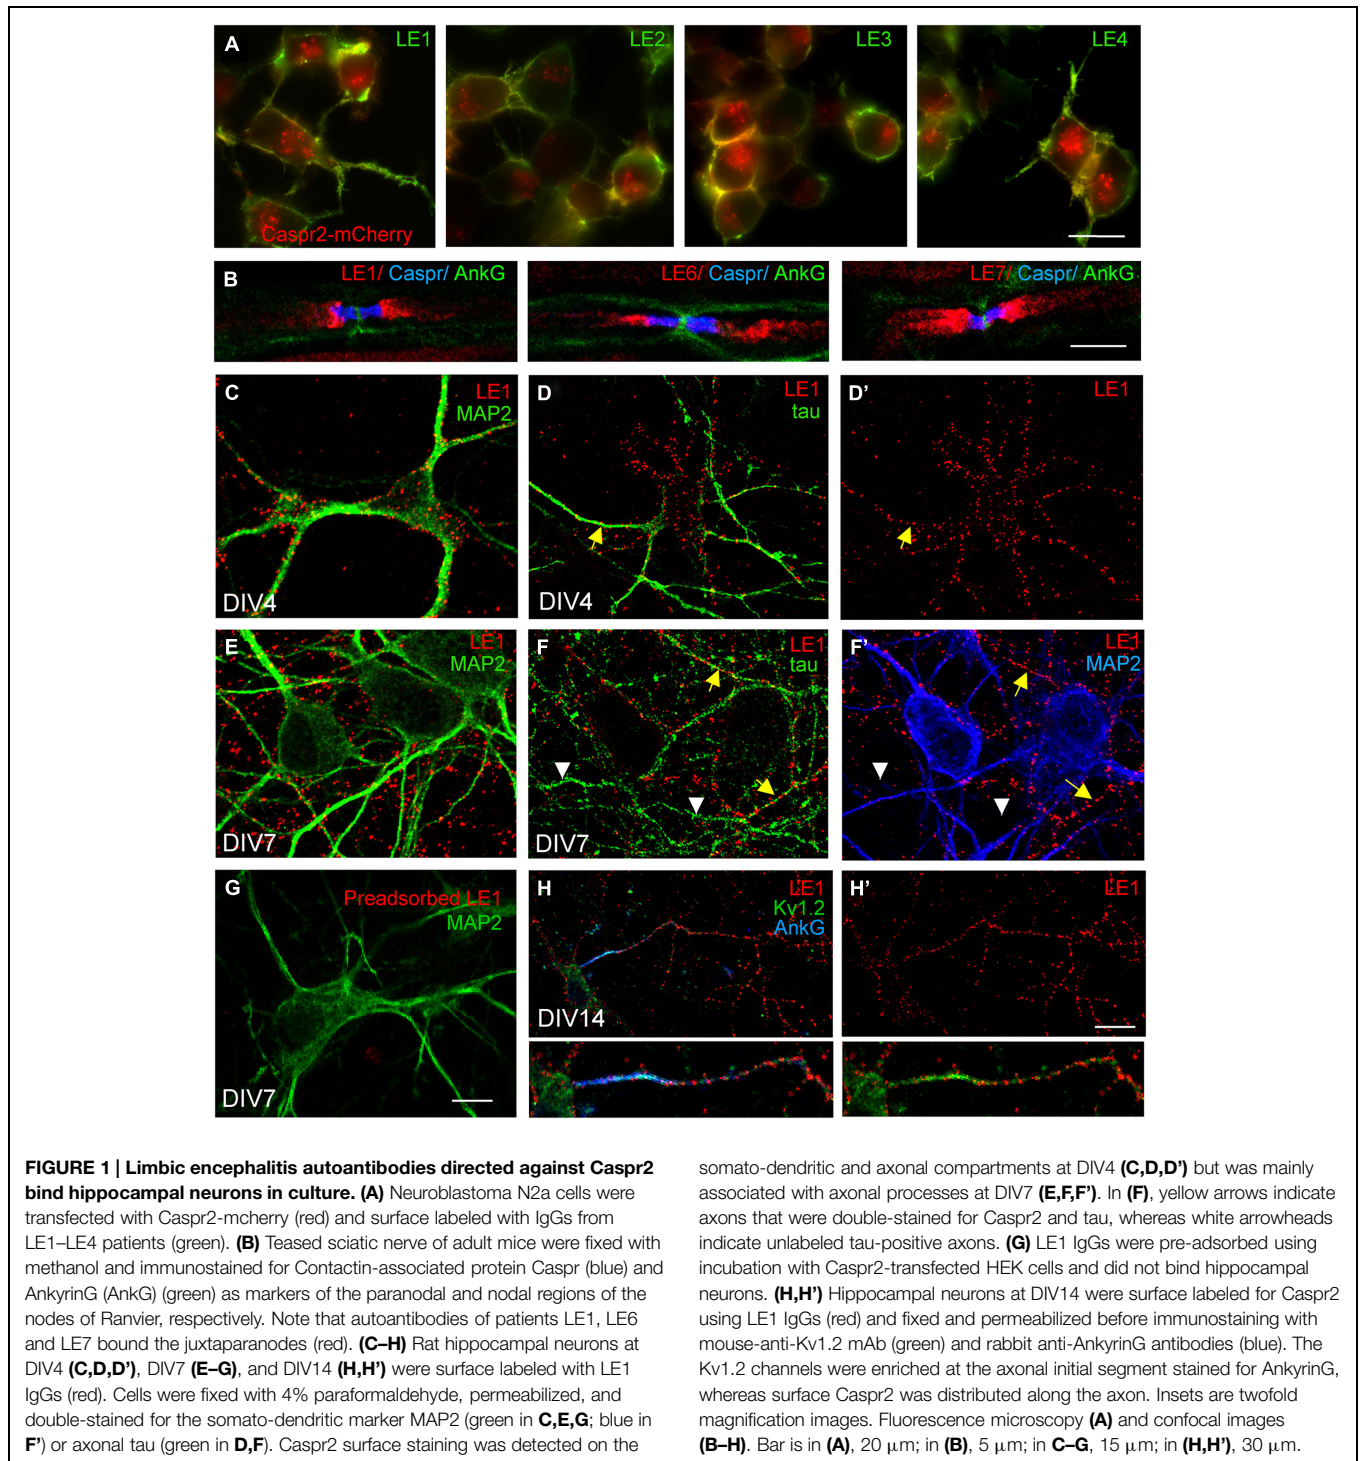 A
LE1
LE2
LE3
LE4
Caspr2-mCherry
B
LE1/ Caspr/ AnkG
LE6/ Caspr/ AnkG
LE7/ Caspr/ AnkG
C
LE1
MAP2
DIV4
D
LE1
tau
DIV4
D'
LE1
E
LE1
MAP2
DIV7
F
LE1
tau
DIV7
F'
LE1
MAP2
G
Preadsorbed LE1
MAP2
DIV7
H
LE1
Kv1.2
AnkG
DIV14
H'
LE1
FIGURE 1 | Limbic encephalitis autoantibodies directed against Caspr2
bind hippocampal neurons in culture. (A) Neuroblastoma N2a cells were
transfected with Caspr2-mcherry (red) and surface labeled with IgGs from
LE1–LE4 patients (green). (B) Teased sciatic nerve of adult mice were fixed with
methanol and immunostained for Contactin-associated protein Caspr (blue) and
AnkyrinG (AnkG) (green) as markers of the paranodal and nodal regions of the
nodes of Ranvier, respectively. Note that autoantibodies of patients LE1, LE6
and LE7 bound the juxtaparanodes (red). (C–H) Rat hippocampal neurons at
DIV4 (C,D,D'), DIV7 (E–G), and DIV14 (H,H') were surface labeled with LE1
IgGs (red). Cells were fixed with 4% paraformaldehyde, permeabilized, and
double-stained for the somato-dendritic marker MAP2 (green in C,E,G; blue in
F') or axonal tau (green in D,F). Caspr2 surface staining was detected on the
somato-dendritic and axonal compartments at DIV4 (C,D,D') but was mainly
associated with axonal processes at DIV7 (E,F,F'). In (F), yellow arrows indicate
axons that were double-stained for Caspr2 and tau, whereas white arrowheads
indicate unlabeled tau-positive axons. (G) LE1 IgGs were pre-adsorbed using
incubation with Caspr2-transfected HEK cells and did not bind hippocampal
neurons. (H,H') Hippocampal neurons at DIV14 were surface labeled for Caspr2
using LE1 IgGs (red) and fixed and permeabilized before immunostaining with
mouse-anti-Kv1.2 mAb (green) and rabbit anti-AnkyrinG antibodies (blue). The
Kv1.2 channels were enriched at the axonal initial segment stained for AnkyrinG,
whereas surface Caspr2 was distributed along the axon. Insets are twofold
magnification images. Fluorescence microscopy (A) and confocal images
(B–H). Bar is in (A), 20 μm; in (B), 5 μm; in C–G, 15 μm; in (H,H'), 30 μm.